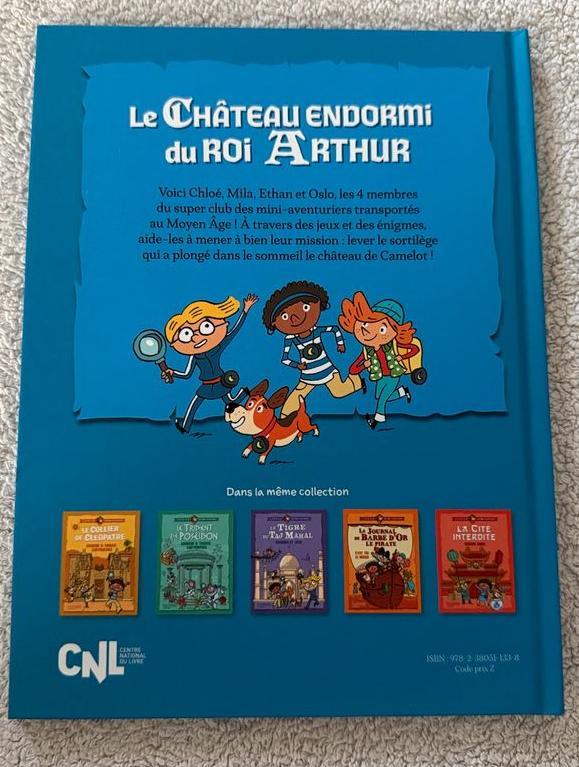 Le Château endormi
du roi Arthur
Voici Chloé, Mila, Ethan et Oslo, les 4 membres
du super club des mini-aventuriers transportés
au Moyen Âge ! À travers des jeux et des énigmes,
aide-les à mener à bien leur mission : lever le sortilège
qui a plongé dans le sommeil le château de Camelot !
Dans la même collection
Le Collier
de Cléopâtre
Le Trident
de Poséidon
Le Tigre
du Taj Mahal
Le Journal
de Barbe d'Or
le pirate
La Cité
interdite
CNL CENTRE
NATIONAL
DU LIVRE
ISBN : 978-2-38051-133-8
Code prix Z